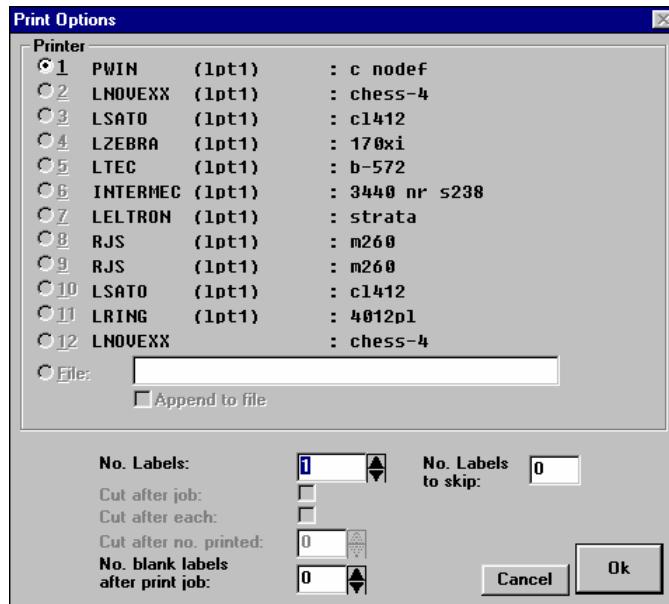 Print Options
Printer
1 PWIN (lpt1) : c nodef
2 LNOVEXX (lpt1) : chess-4
3 LSATO (lpt1) : cl412
4 LZEBRA (lpt1) : 170xi
5 LTEC (lpt1) : b-572
6 INTERMEC (lpt1) : 3440 nr s238
7 LELTRON (lpt1) : strata
8 RJS (lpt1) : m260
9 RJS (lpt1) : m260
10 LSATO (lpt1) : cl412
11 LRING (lpt1) : 4012pl
12 LNOVEXX : chess-4
File:
Append to file
No. Labels: 1 No. Labels to skip: 0
Cut after job:
Cut after each:
Cut after no. printed: 0
No. blank labels
after print job: 0
Cancel Ok